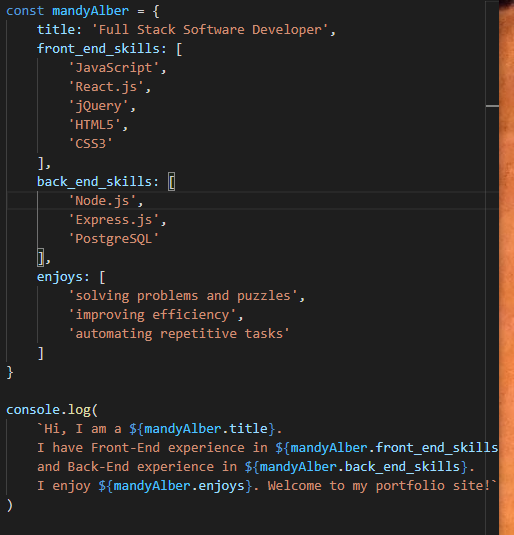 const mandyAlber = {
    title: 'Full Stack Software Developer',
    front_end_skills: [
        'JavaScript',
        'React.js',
        'jQuery',
        'HTML5',
        'CSS3'
    ],
    back_end_skills: [
        'Node.js',
        'Express.js',
        'PostgreSQL'
    ],
    enjoys: [
        'solving problems and puzzles',
        'improving efficiency',
        'automating repetitive tasks'
    ]
}

console.log(
    `Hi, I am a ${mandyAlber.title}.
    I have Front-End experience in ${mandyAlber.front_end_skills
    and Back-End experience in ${mandyAlber.back_end_skills}.
    I enjoy ${mandyAlber.enjoys}. Welcome to my portfolio site!`
)